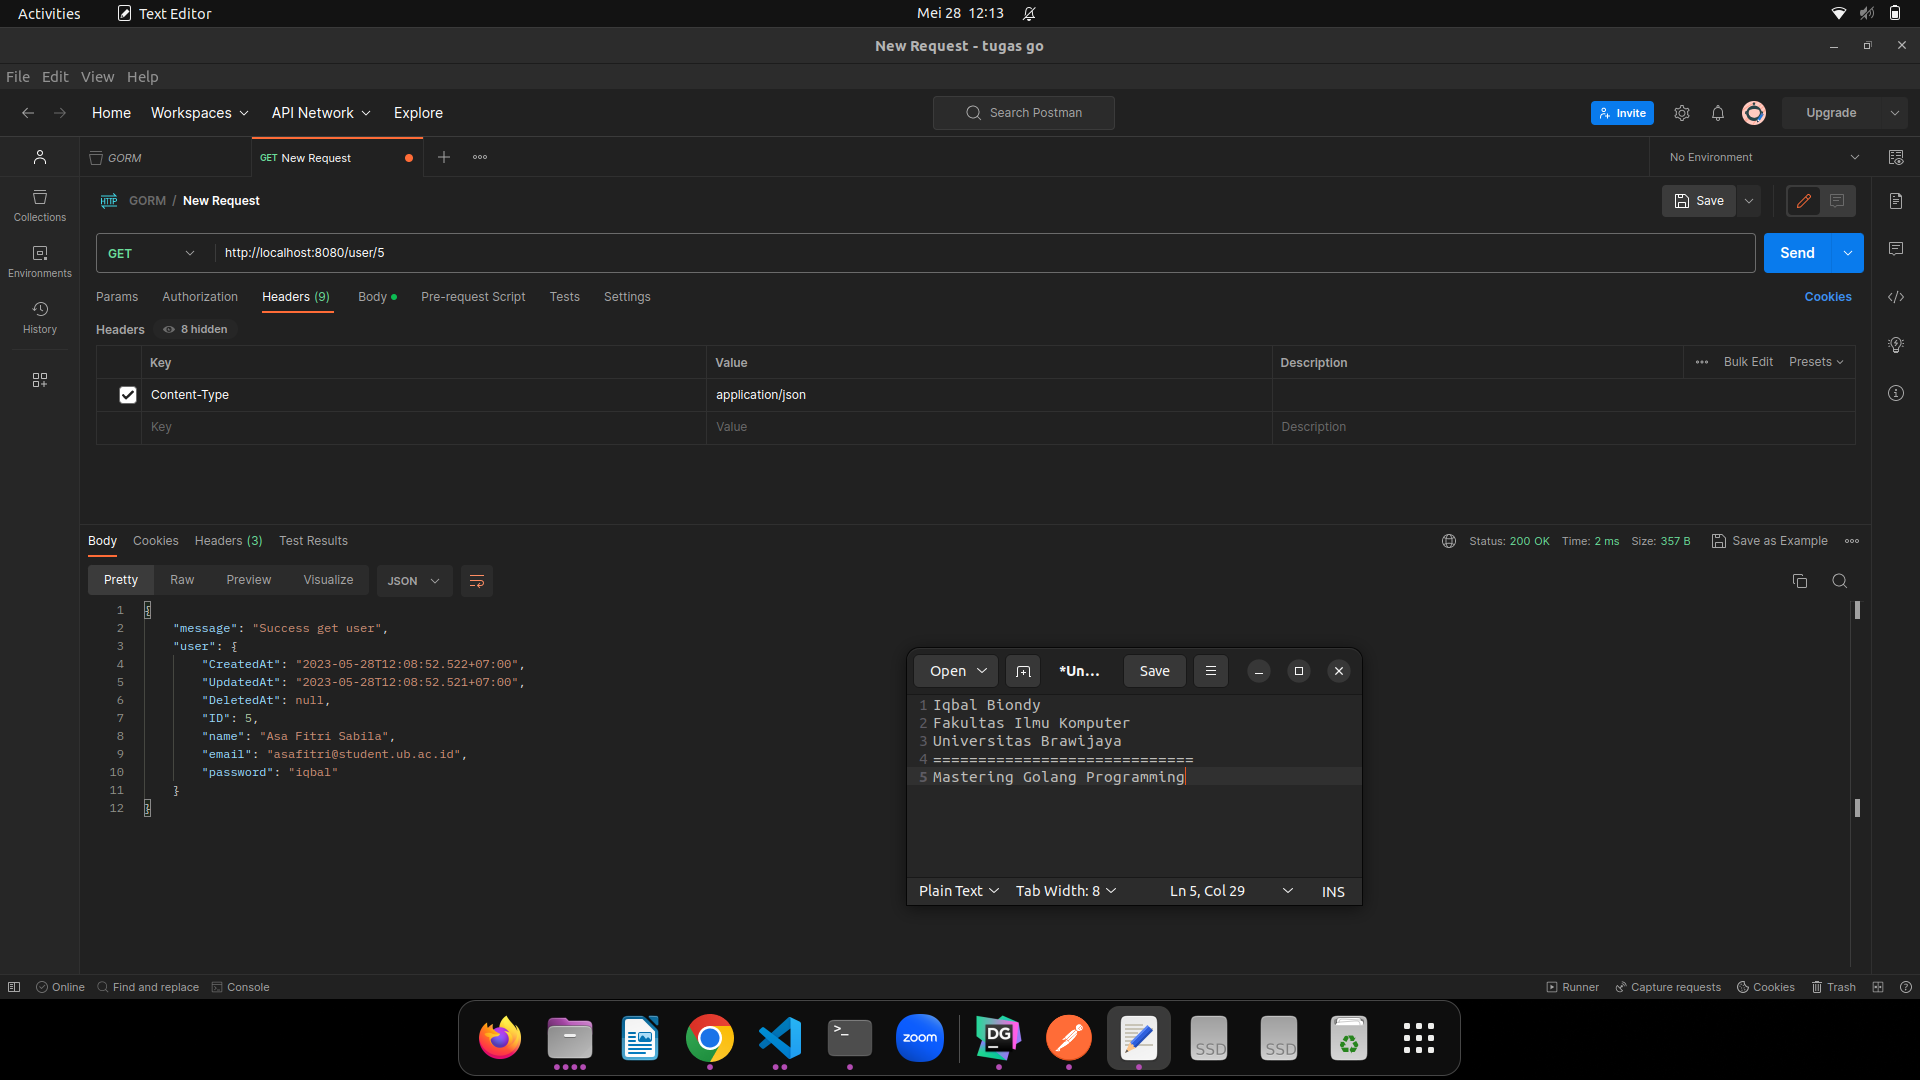 Activities Text Editor Mei 28 12:13
New Request - tugas go
File Edit View Help
Home Workspaces API Network Explore Search Postman Invite Upgrade
GORM GET New Request No Environment
GORM / New Request Save
Collections
Environments
History
GET http://localhost:8080/user/5 Send
Params Authorization Headers (9) Body Pre-request Script Tests Settings Cookies
Headers 8 hidden
Key Value Description Bulk Edit Presets
Content-Type application/json
Key Value Description
Body Cookies Headers (3) Test Results Status: 200 OK Time: 2 ms Size: 357 B Save as Example
Pretty Raw Preview Visualize JSON
1 {
2 "message": "Success get user",
3 "user": {
4 "CreatedAt": "2023-05-28T12:08:52.522+07:00",
5 "UpdatedAt": "2023-05-28T12:08:52.521+07:00",
6 "DeletedAt": null,
7 "ID": 5,
8 "name": "Asa Fitri Sabila",
9 "email": "asafitri@student.ub.ac.id",
10 "password": "iqbal"
11 }
12 }
Open *Un... Save
1 Iqbal Biondy
2 Fakultas Ilmu Komputer
3 Universitas Brawijaya
4 =============================
5 Mastering Golang Programming
Plain Text Tab Width: 8 Ln 5, Col 29 INS
Online Find and replace Console Runner Capture requests Cookies Trash
>_ zoom DG SSD SSD